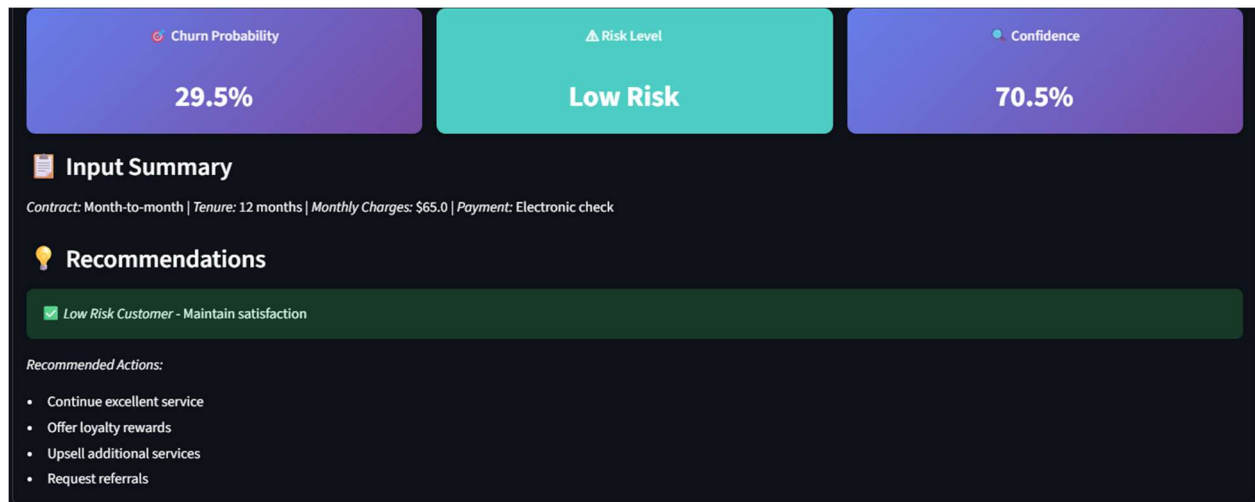 🎯 Churn Probability
29.5%
⚠ Risk Level
Low Risk
🔍 Confidence
70.5%
📋 Input Summary
Contract: Month-to-month | Tenure: 12 months | Monthly Charges: $65.0 | Payment: Electronic check
💡 Recommendations
✅ Low Risk Customer - Maintain satisfaction
Recommended Actions:
• Continue excellent service
• Offer loyalty rewards
• Upsell additional services
• Request referrals